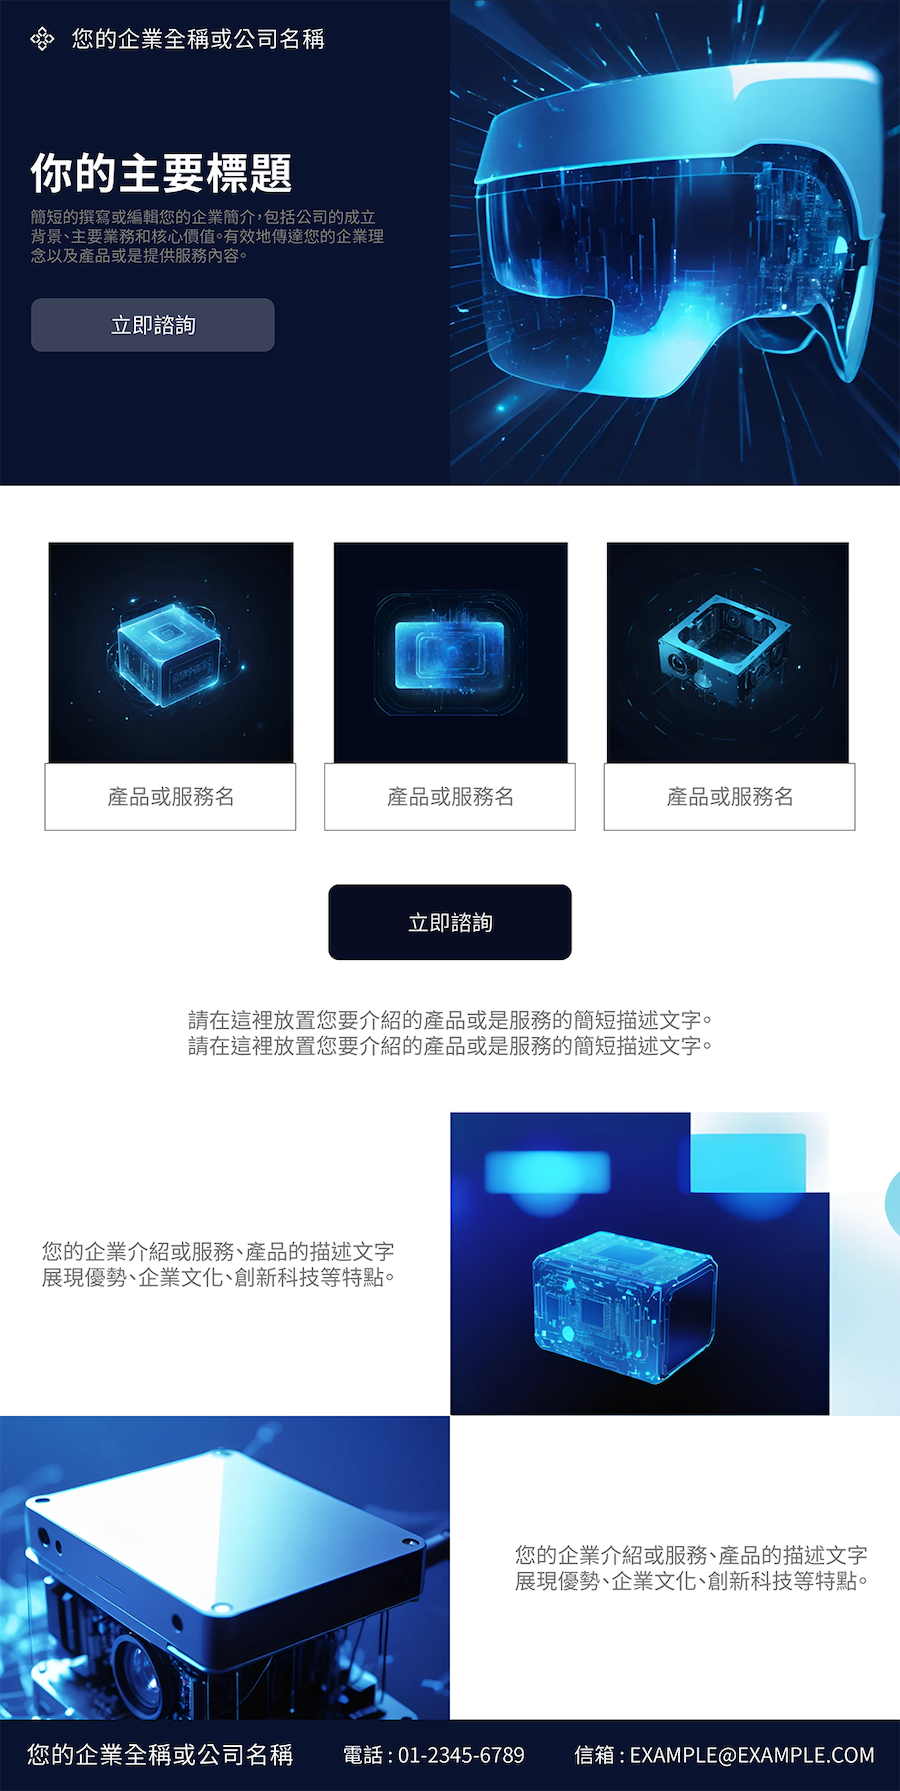 您的企業全稱或公司名稱
你的主要標題
簡短的撰寫或編輯您的企業簡介,包括公司的成立
背景、主要業務和核心價值。有效地傳達您的企業理
念以及產品或是提供服務內容。
立即諮詢
產品或服務名
產品或服務名
產品或服務名
立即諮詢
請在這裡放置您要介紹的產品或是服務的簡短描述文字。
請在這裡放置您要介紹的產品或是服務的簡短描述文字。
您的企業介紹或服務、產品的描述文字
展現優勢、企業文化、創新科技等特點。
您的企業介紹或服務、產品的描述文字
展現優勢、企業文化、創新科技等特點。
您的企業全稱或公司名稱 電話 : 01-2345-6789 信箱 : EXAMPLE@EXAMPLE.COM